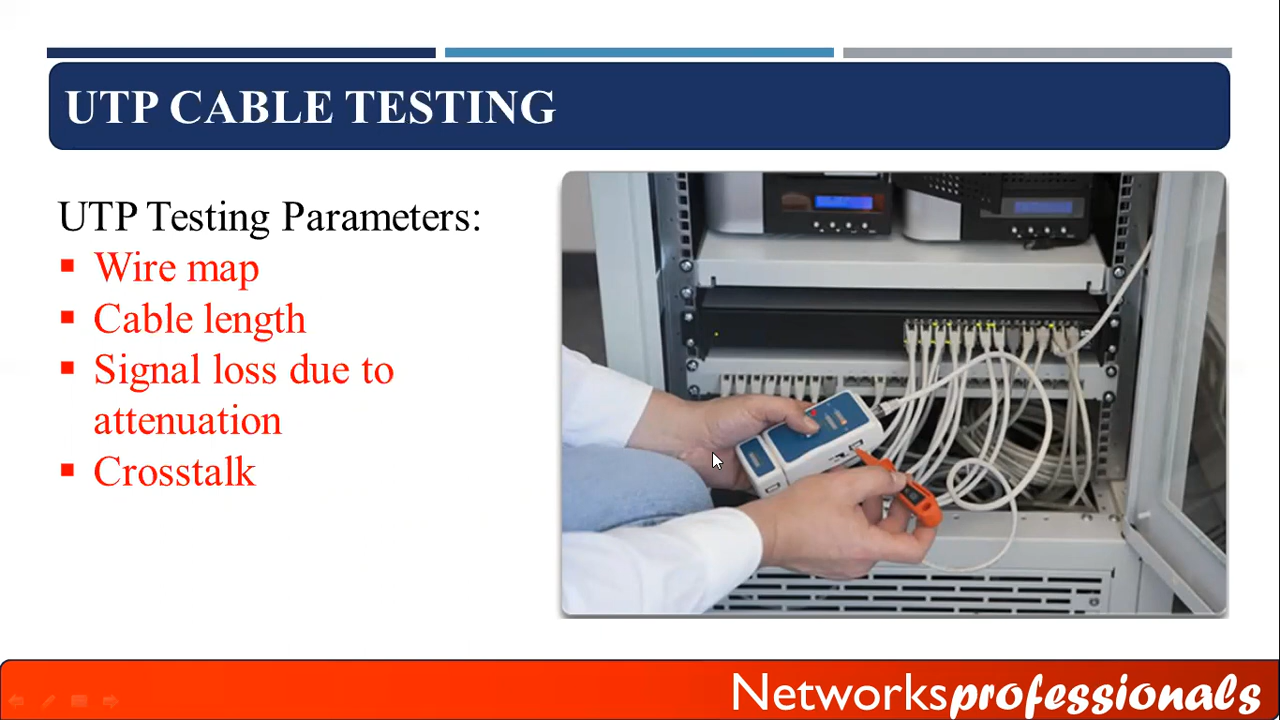 UTP CABLE TESTING
UTP Testing Parameters:
Wire map
Cable length
Signal loss due to
attenuation
Crosstalk
Networksprofessionals